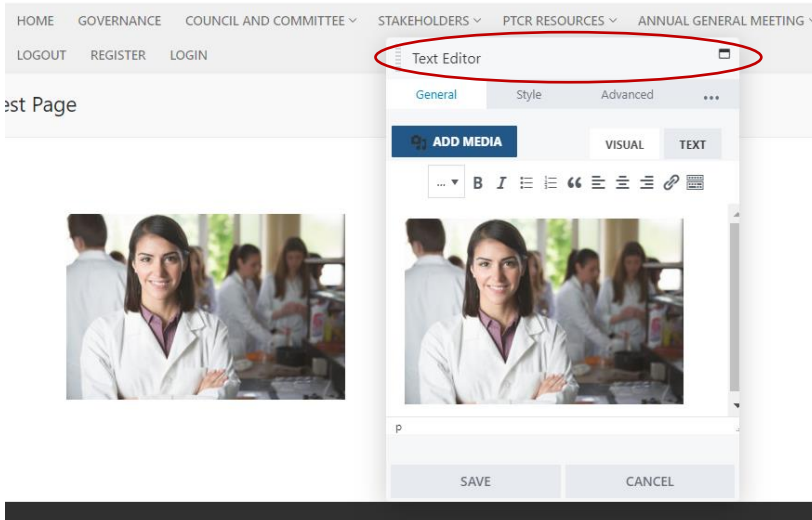 HOME GOVERNANCE COUNCIL AND COMMITTEE STAKEHOLDERS PTCR RESOURCES ANNUAL GENERAL MEETING
LOGOUT REGISTER LOGIN
est Page
Text Editor
General Style Advanced ...
ADD MEDIA VISUAL TEXT
... B I
p
SAVE CANCEL